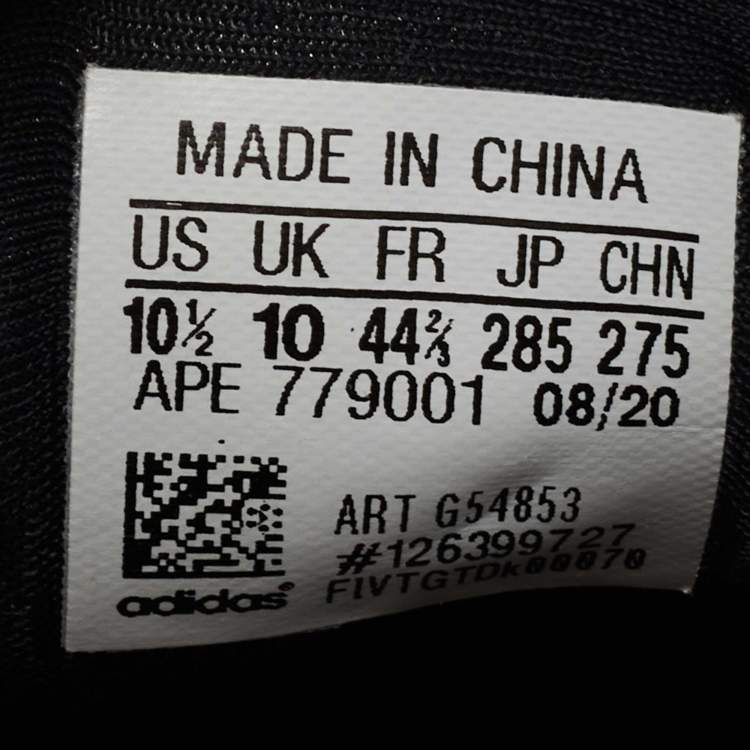 MADE IN CHINA
US UK FR JP CHN
10½ 10 44⅔ 285 275
APE 779001 08/20
ART G54853
#126399727
FIVTGTDk00070
adidas®